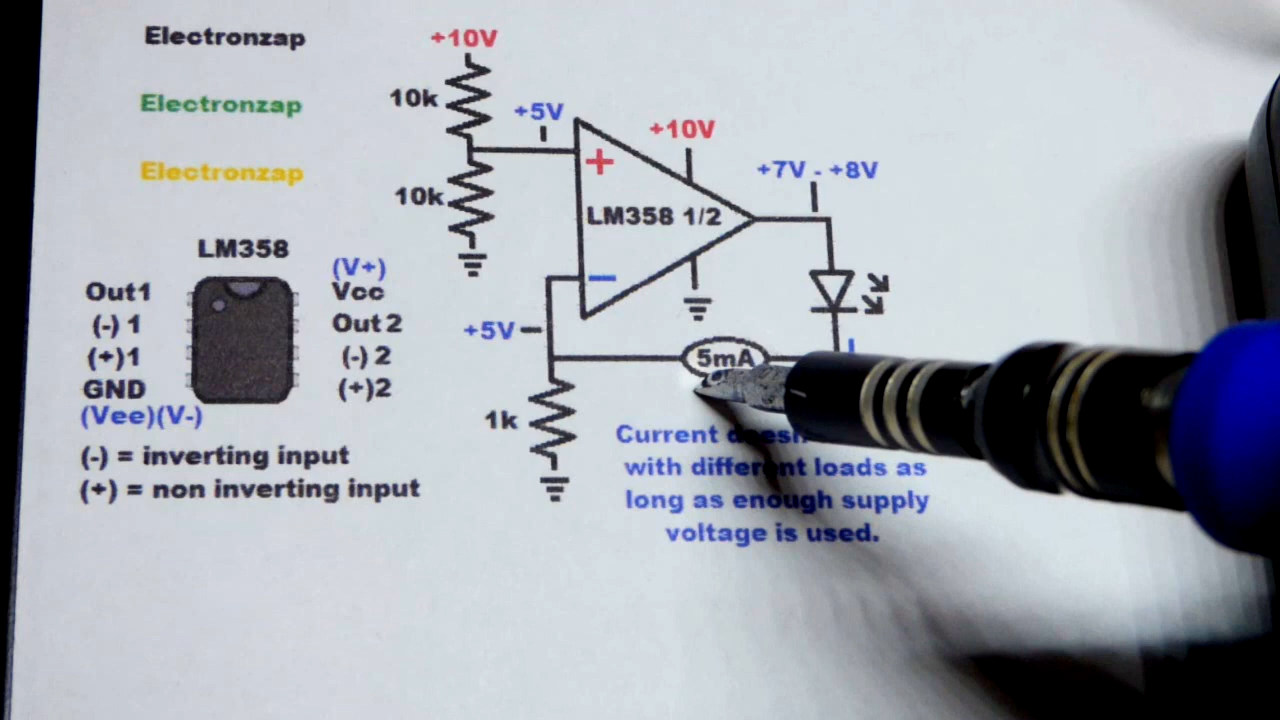 Electronzap
Electronzap
Electronzap
+10V
10k
+5V
10k
+
+10V
LM358 1/2
-
+7V - +8V
+5V
5mA
1k
LM358
Out1
(-) 1
(+)1
GND
(Vee)(V-)
(V+)
Vcc
Out 2
(-) 2
(+)2
(-) = inverting input
(+) = non inverting input
Current
with different loads as
long as enough supply
voltage is used.